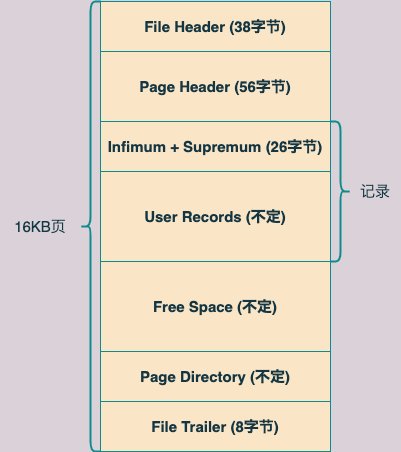 File Header (38字节)
Page Header (56字节)
Infimum + Supremum (26字节)
记录
User Records (不定)
16KB页
Free Space (不定)
Page Directory (不定)
File Trailer (8字节)